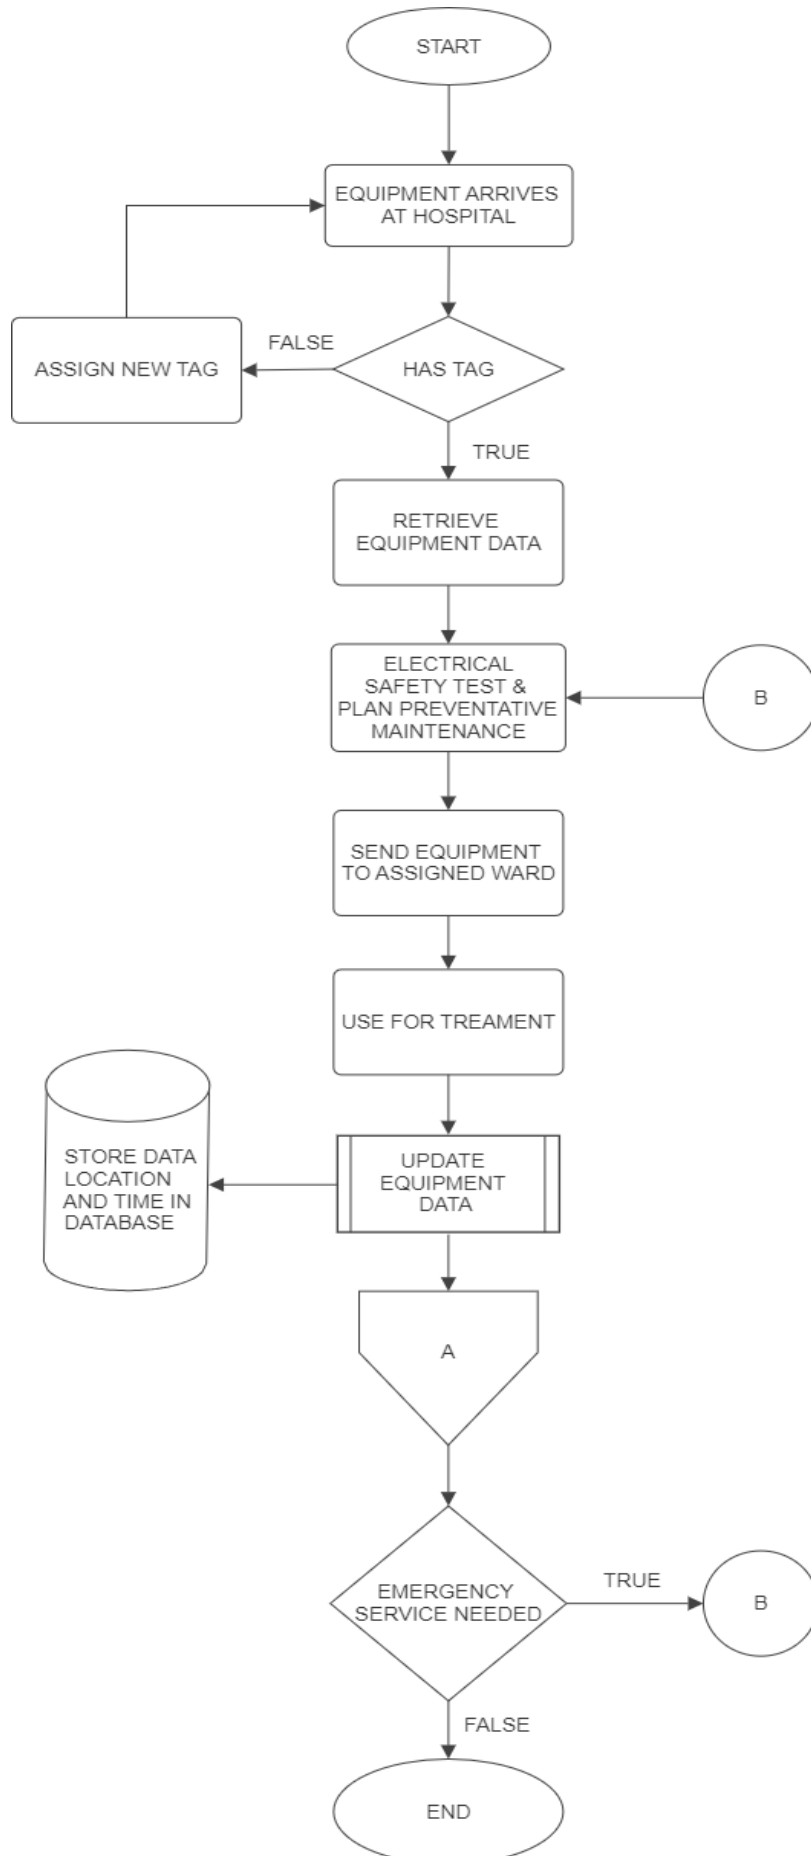 START
EQUIPMENT ARRIVES
AT HOSPITAL
FALSE
ASSIGN NEW TAG
HAS TAG
TRUE
RETRIEVE
EQUIPMENT DATA
ELECTRICAL
SAFETY TEST &
PLAN PREVENTATIVE
MAINTENANCE
B
SEND EQUIPMENT
TO ASSIGNED WARD
USE FOR TREAMENT
STORE DATA
LOCATION
AND TIME IN
DATABASE
UPDATE
EQUIPMENT
DATA
A
EMERGENCY
SERVICE NEEDED
TRUE
B
FALSE
END